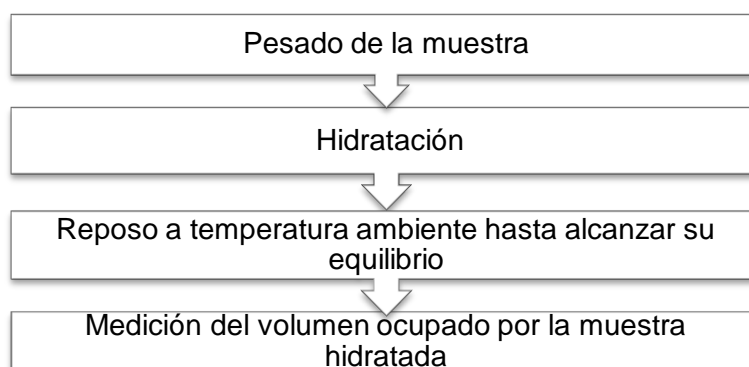 Pesado de la muestra
Hidratación
Reposo a temperatura ambiente hasta alcanzar su
equilibrio
Medición del volumen ocupado por la muestra
hidratada